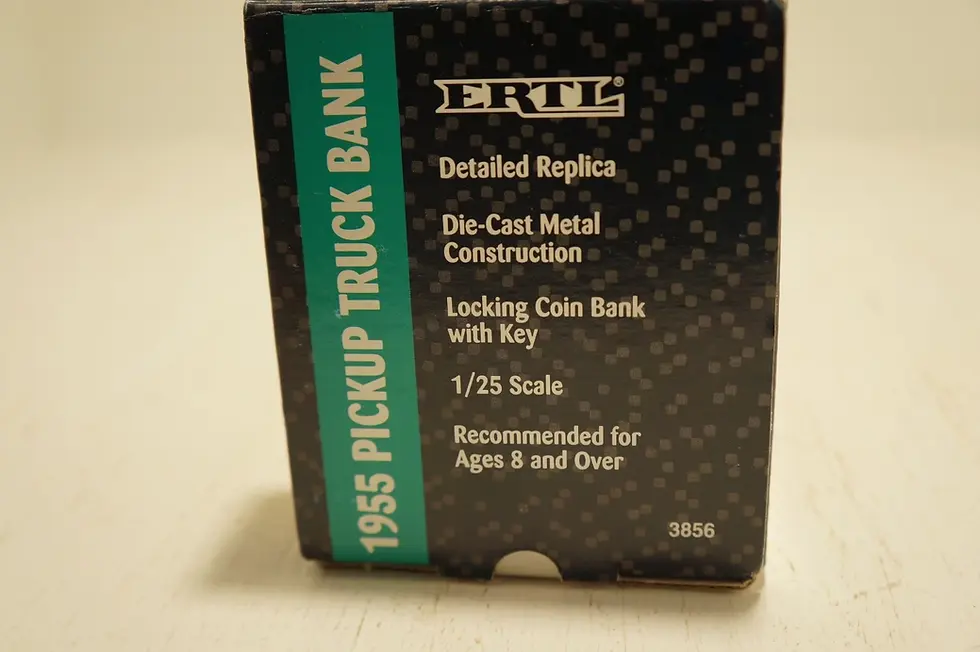 1955 PICKUP TRUCK BANK
ERTL®
Detailed Replica
Die-Cast Metal
Construction
Locking Coin Bank
with Key
1/25 Scale
Recommended for
Ages 8 and Over
3856